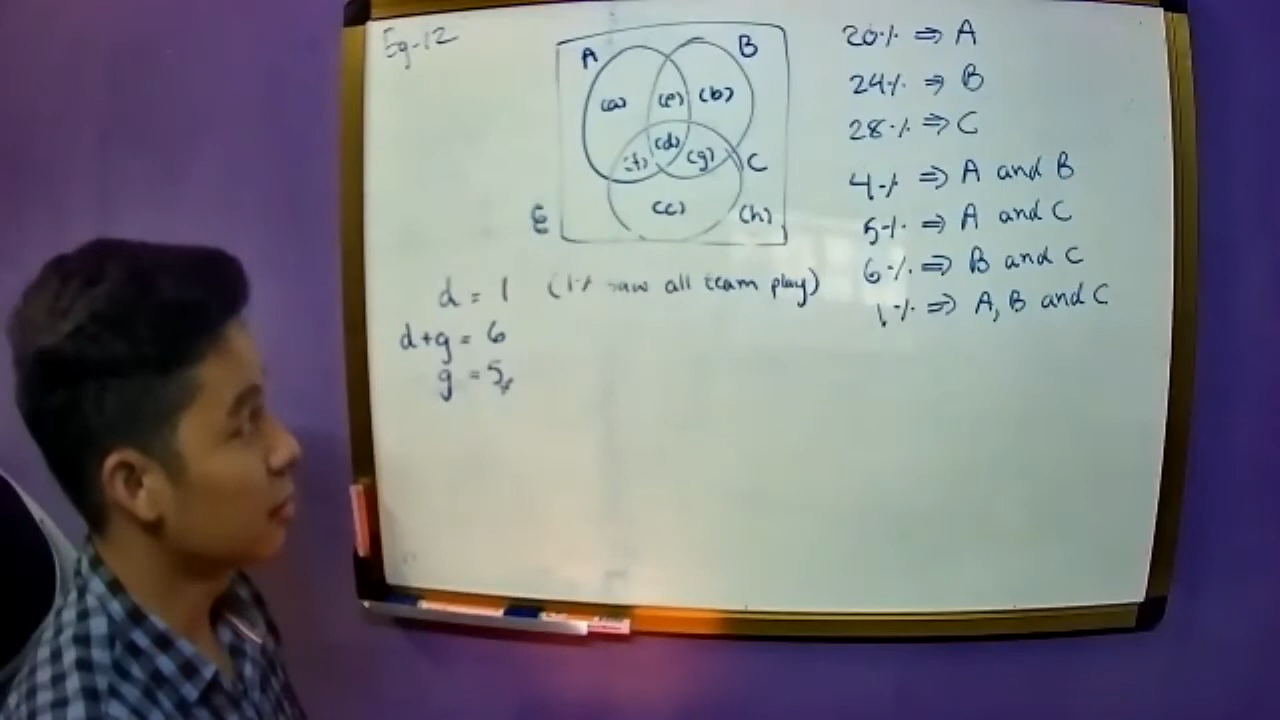 Eg-12
A
B
(a) (e) (b)
(d)
(f) (g) C
(c) (h)
ξ
20% ⇒ A
24% ⇒ B
28% ⇒ C
4% ⇒ A and B
5% ⇒ A and C
6% ⇒ B and C
1% ⇒ A, B and C
d = 1 (1% saw all team play)
d+g = 6
g = 5